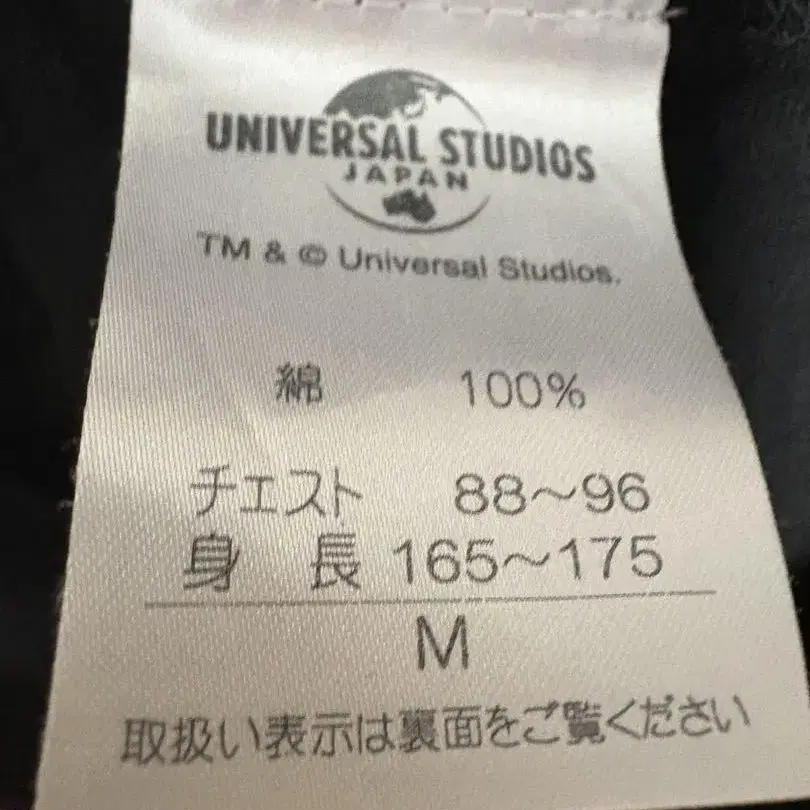 UNIVERSAL STUDIOS
JAPAN
TM & © Universal Studios.
綿 100%
チェスト 88～96
身 長 165～175
M
取扱い表示は裏面をご覧ください